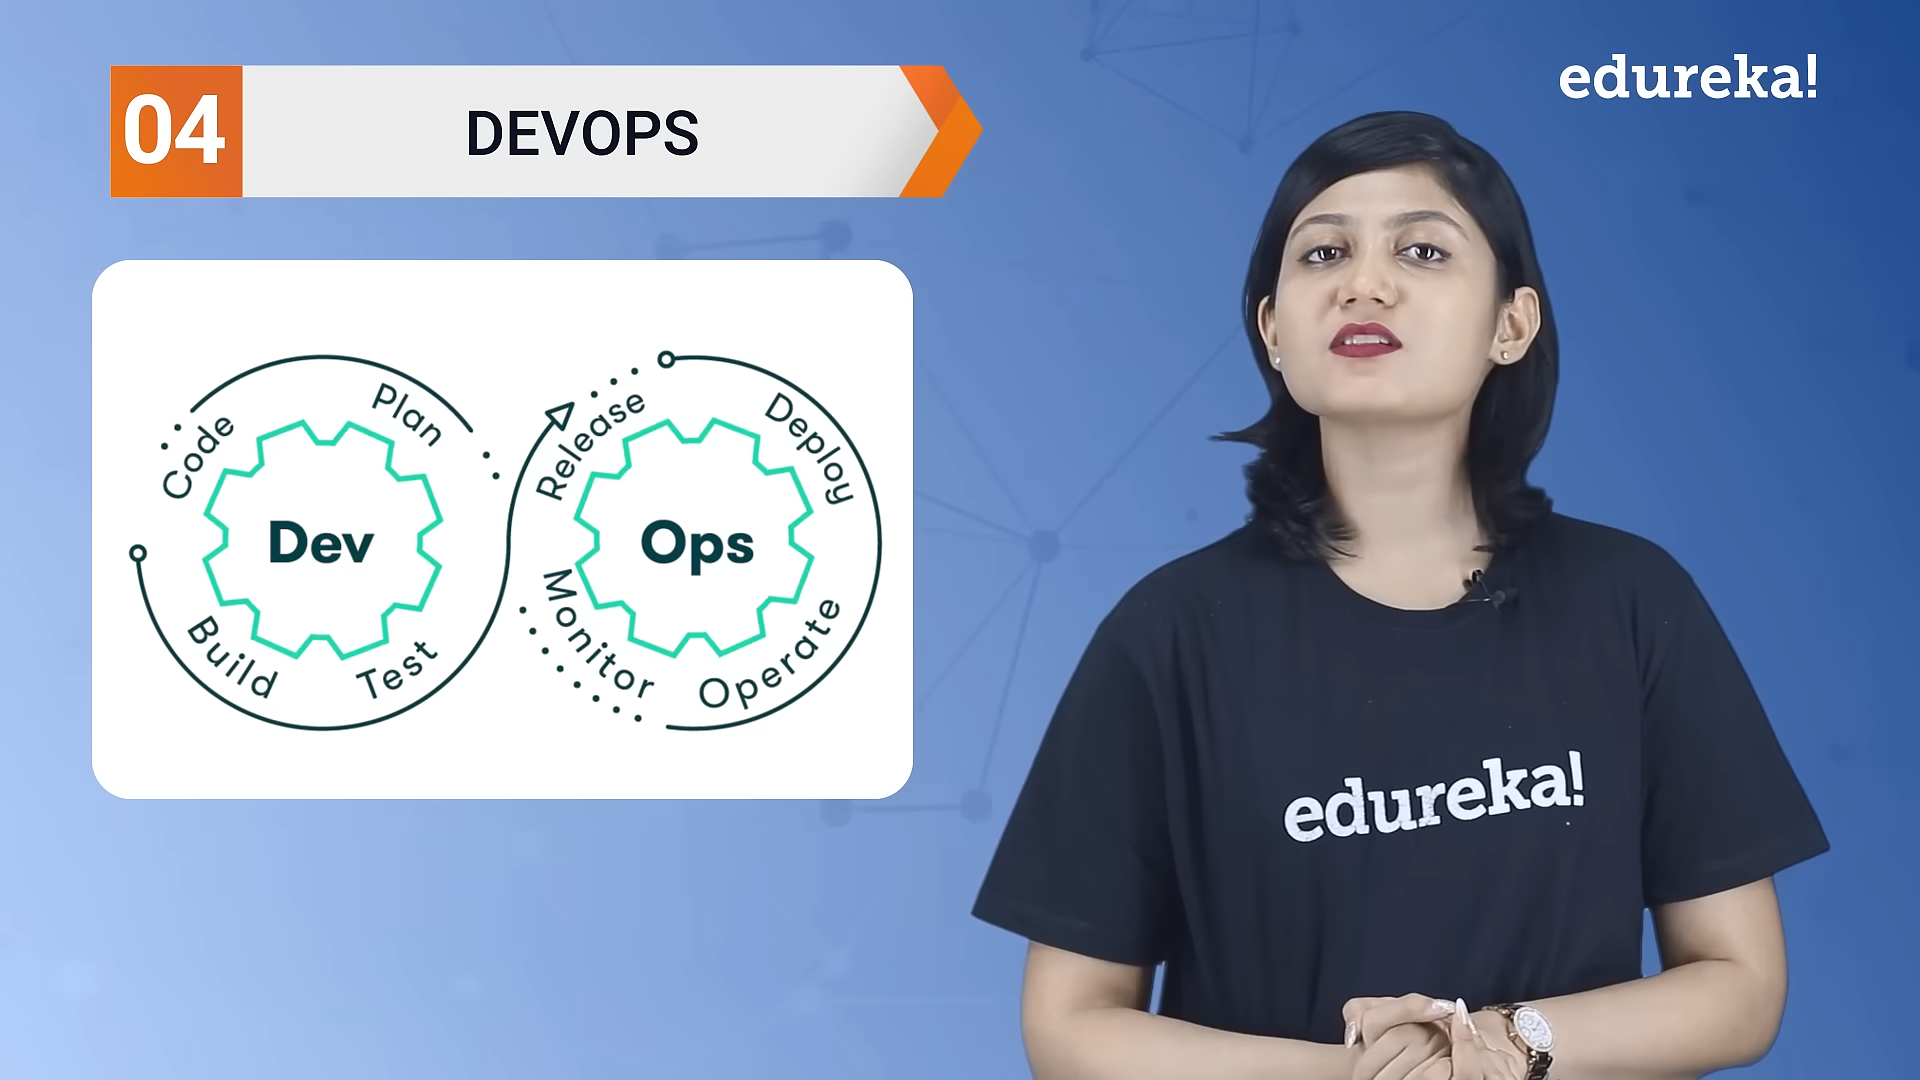 edureka!
04
DEVOPS
Plan
Code
Release
Deploy
Dev
Ops
Build
Test
Monitor
Operate
edureka!